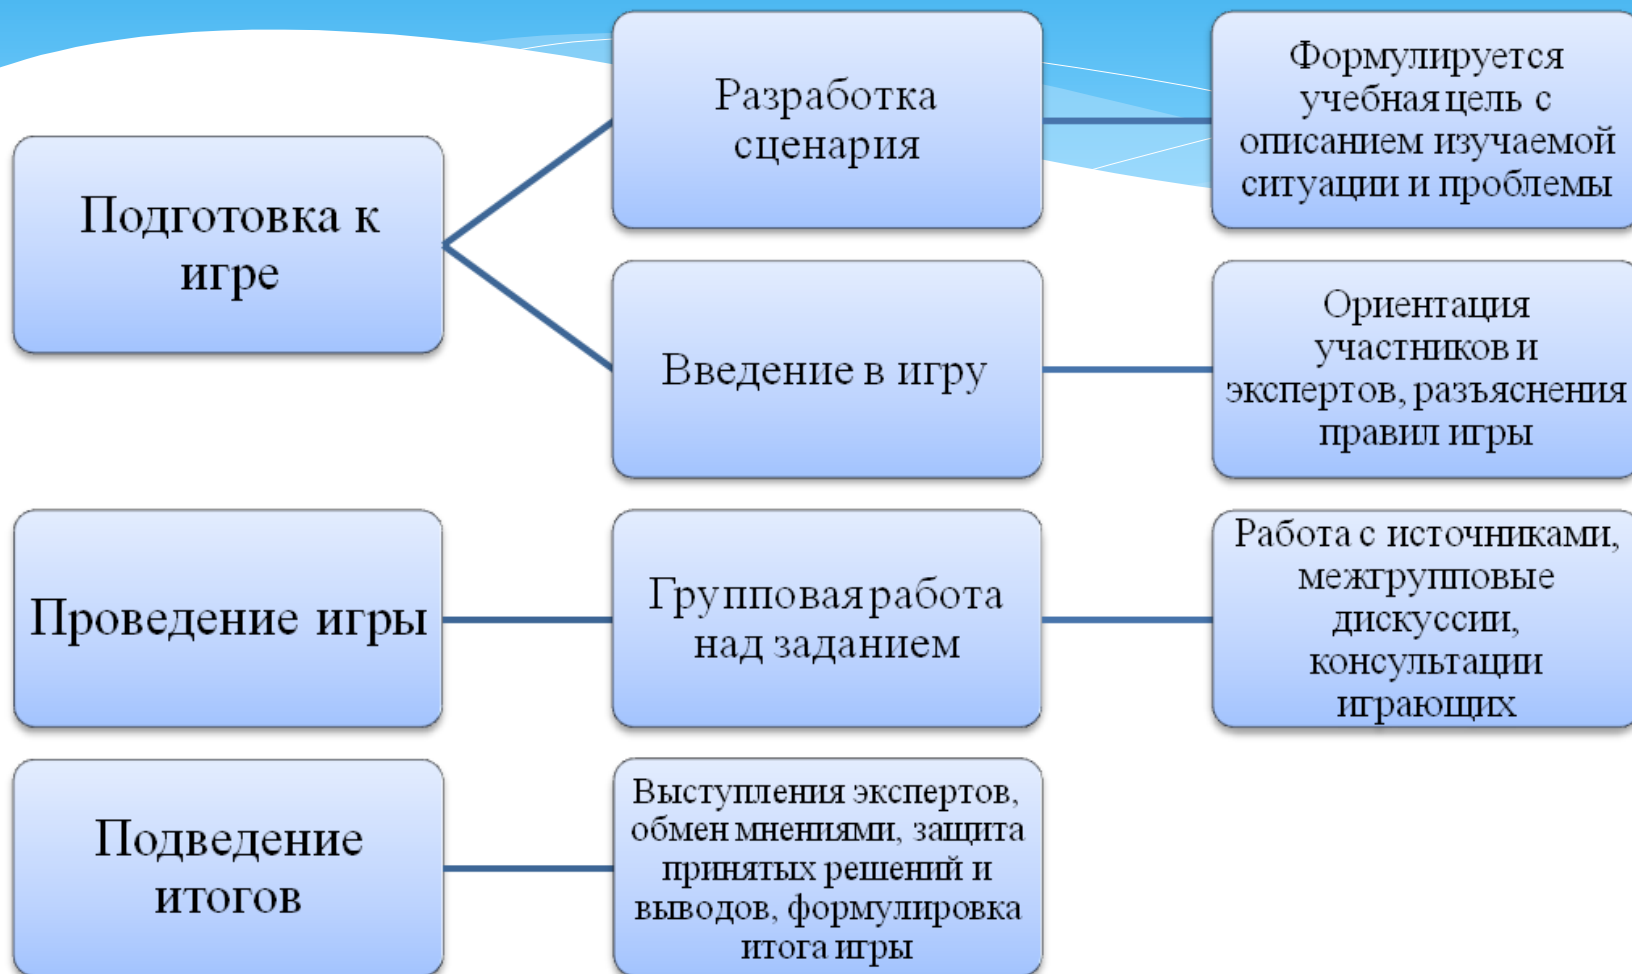 Подготовка к
игре
Разработка
сценария
Формулируется
учебная цель с
описанием изучаемой
ситуации и проблемы
Введение в игру
Ориентация
участников и
экспертов, разъяснения
правил игры
Проведение игры
Групповая работа
над заданием
Работа с источниками,
межгрупповые
дискуссии,
консультации
играющих
Подведение
итогов
Выступления экспертов,
обмен мнениями, защита
принятых решений и
выводов, формулировка
итога игры